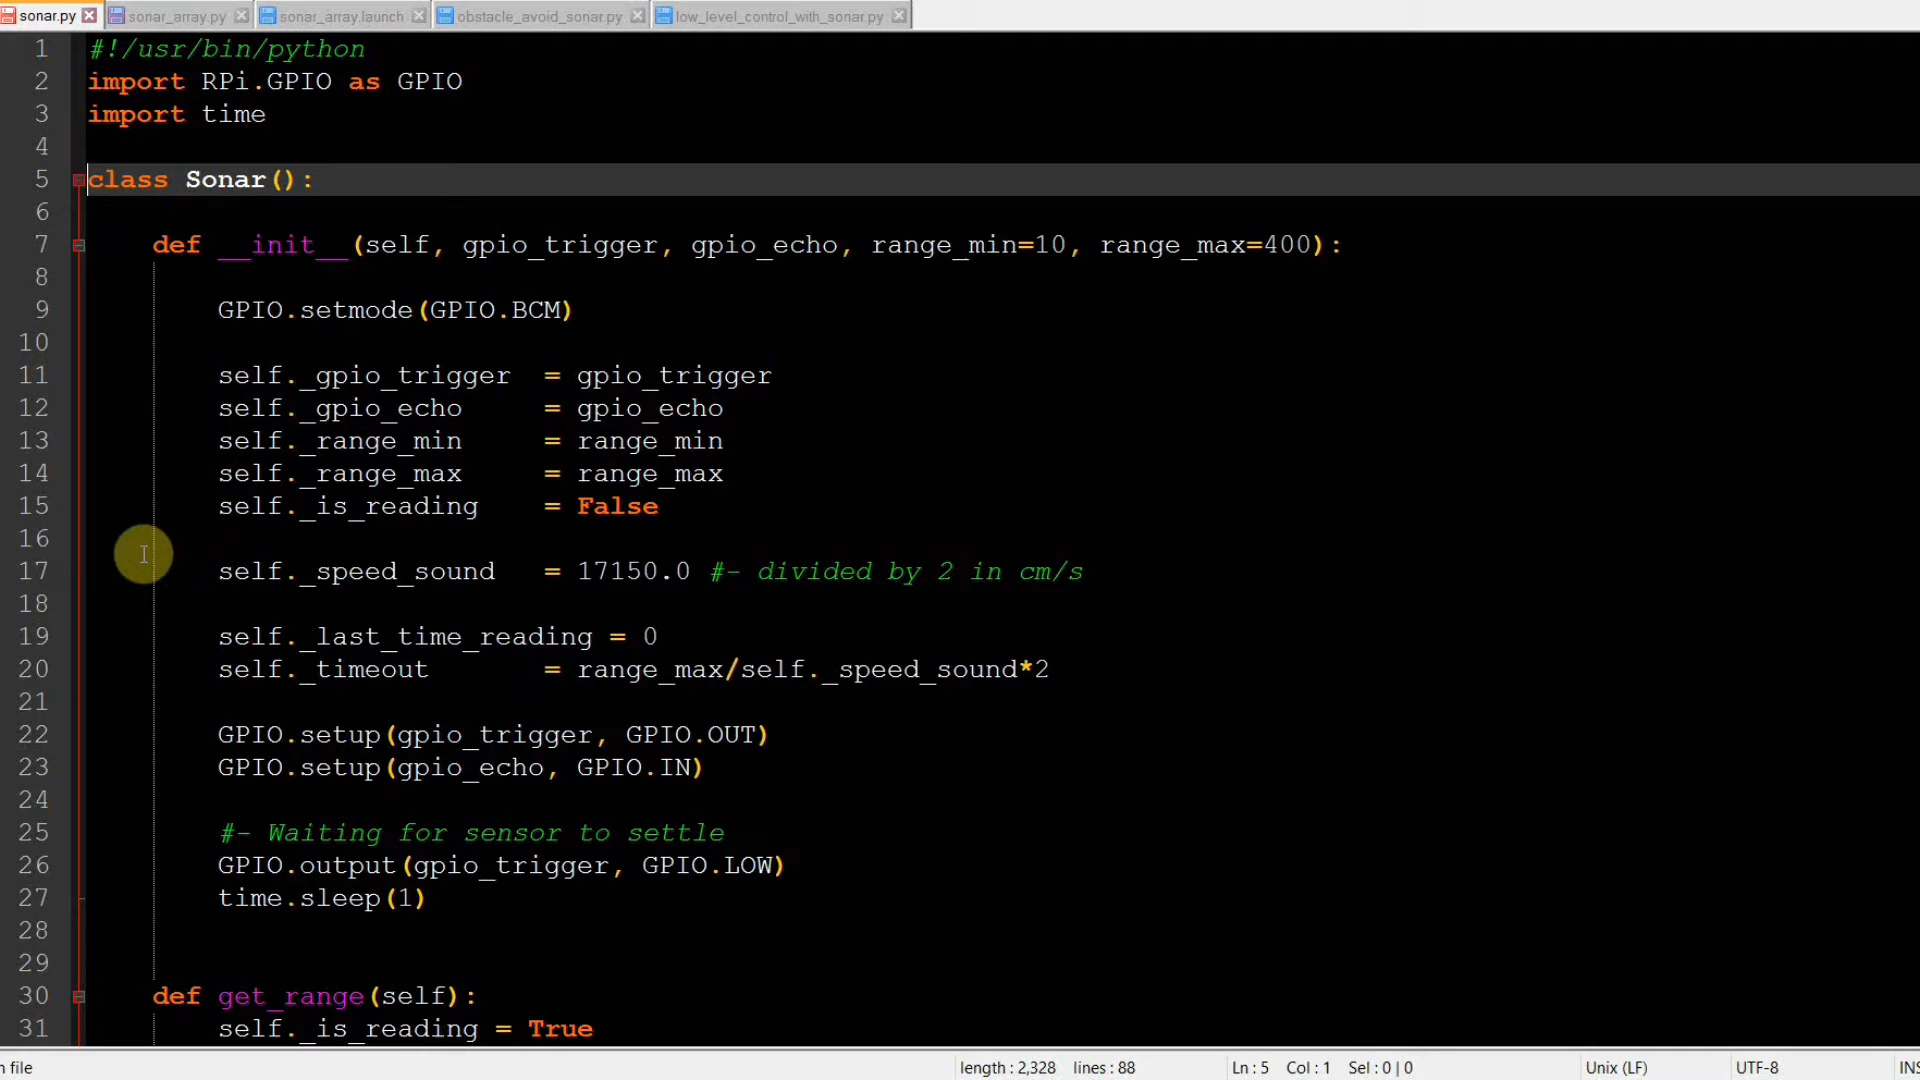 sonar.py sonar_array.py sonar_array.launch obstacle_avoid_sonar.py low_level_control_with_sonar.py
1 #!/usr/bin/python
2 import RPi.GPIO as GPIO
3 import time
4
5 class Sonar():
6
7 def __init__(self, gpio_trigger, gpio_echo, range_min=10, range_max=400):
8
9 GPIO.setmode(GPIO.BCM)
10
11 self._gpio_trigger = gpio_trigger
12 self._gpio_echo = gpio_echo
13 self._range_min = range_min
14 self._range_max = range_max
15 self._is_reading = False
16
17 self._speed_sound = 17150.0 #- divided by 2 in cm/s
18
19 self._last_time_reading = 0
20 self._timeout = range_max/self._speed_sound*2
21
22 GPIO.setup(gpio_trigger, GPIO.OUT)
23 GPIO.setup(gpio_echo, GPIO.IN)
24
25 #- Waiting for sensor to settle
26 GPIO.output(gpio_trigger, GPIO.LOW)
27 time.sleep(1)
28
29
30 def get_range(self):
31 self._is_reading = True
n file length : 2,328 lines : 88 Ln : 5 Col : 1 Sel : 0 | 0 Unix (LF) UTF-8 INS